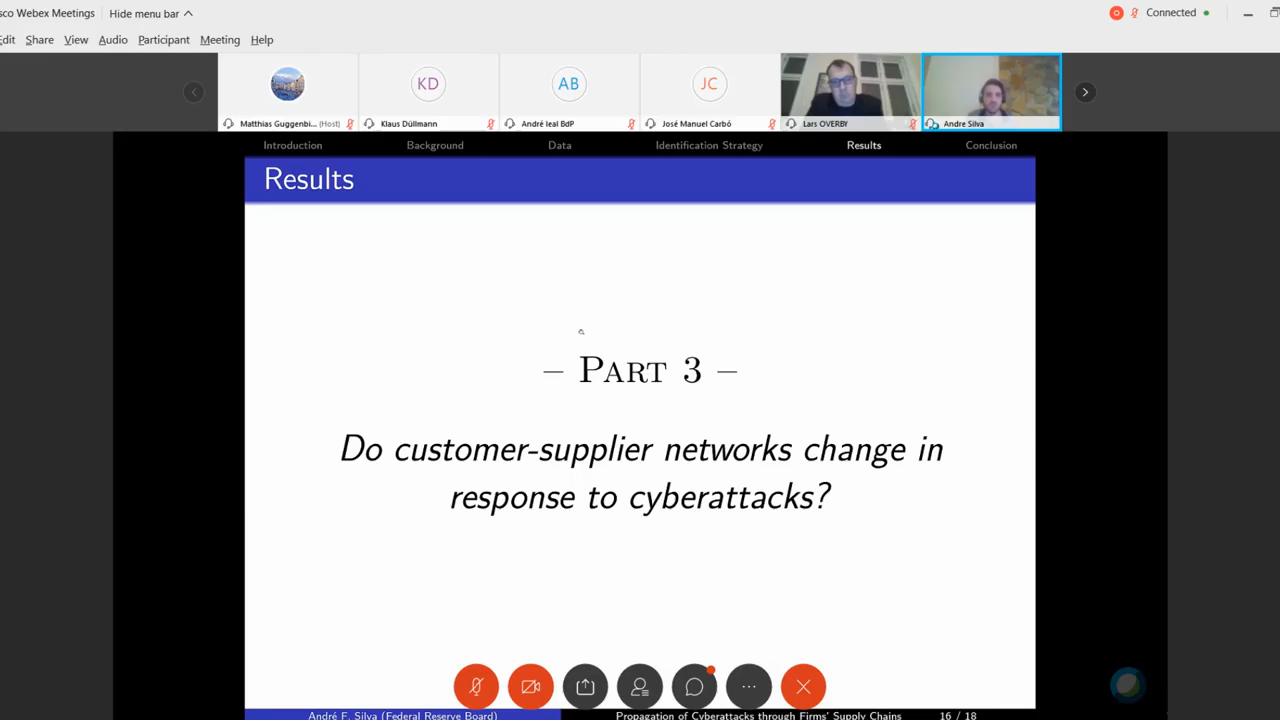 sco Webex Meetings
Hide menu bar
Connected
dit Share View Audio Participant Meeting Help
KD
AB
JC
Matthias Guggenbi... (Host)
Klaus Düllmann
André leal BdP
José Manuel Carbó
Lars OVERBY
Andre Silva
Introduction Background Data Identification Strategy Results Conclusion
Results
– PART 3 –
Do customer-supplier networks change in
response to cyberattacks?
André F. Silva (Federal Reserve Board)
Propagation of Cyberattacks through Firms' Supply Chains
16 / 18